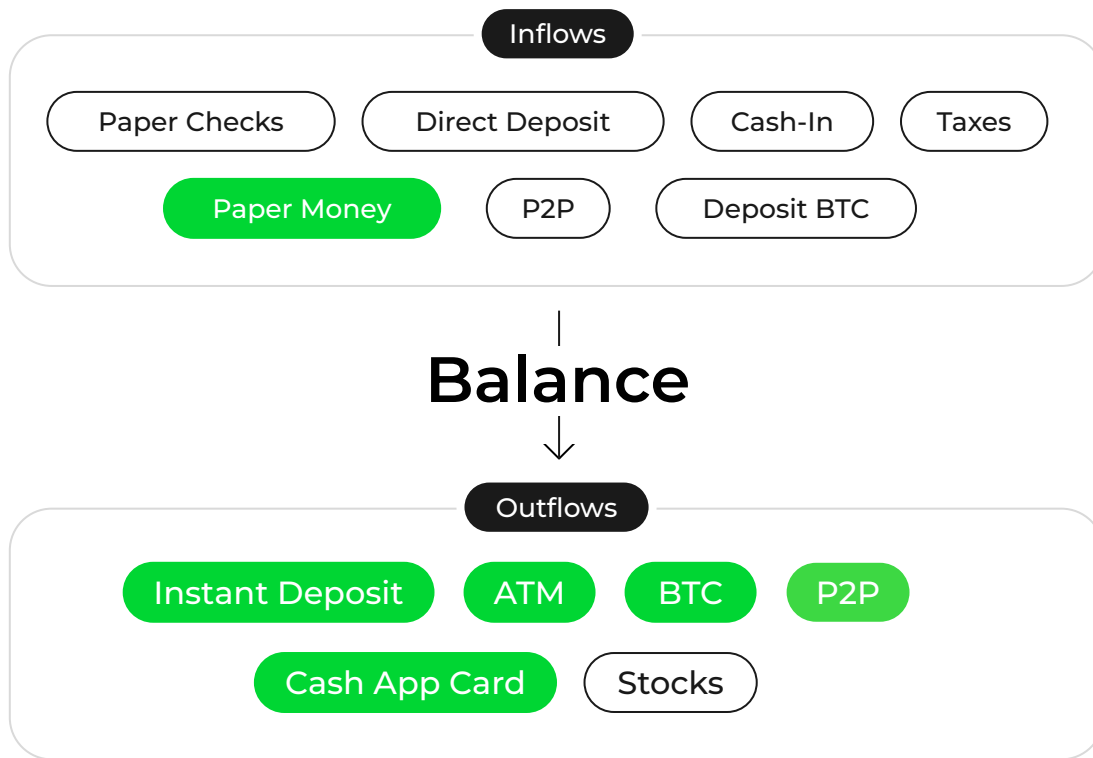 Inflows
Paper Checks Direct Deposit Cash-In Taxes
Paper Money P2P Deposit BTC
Balance
Outflows
Instant Deposit ATM BTC P2P
Cash App Card Stocks